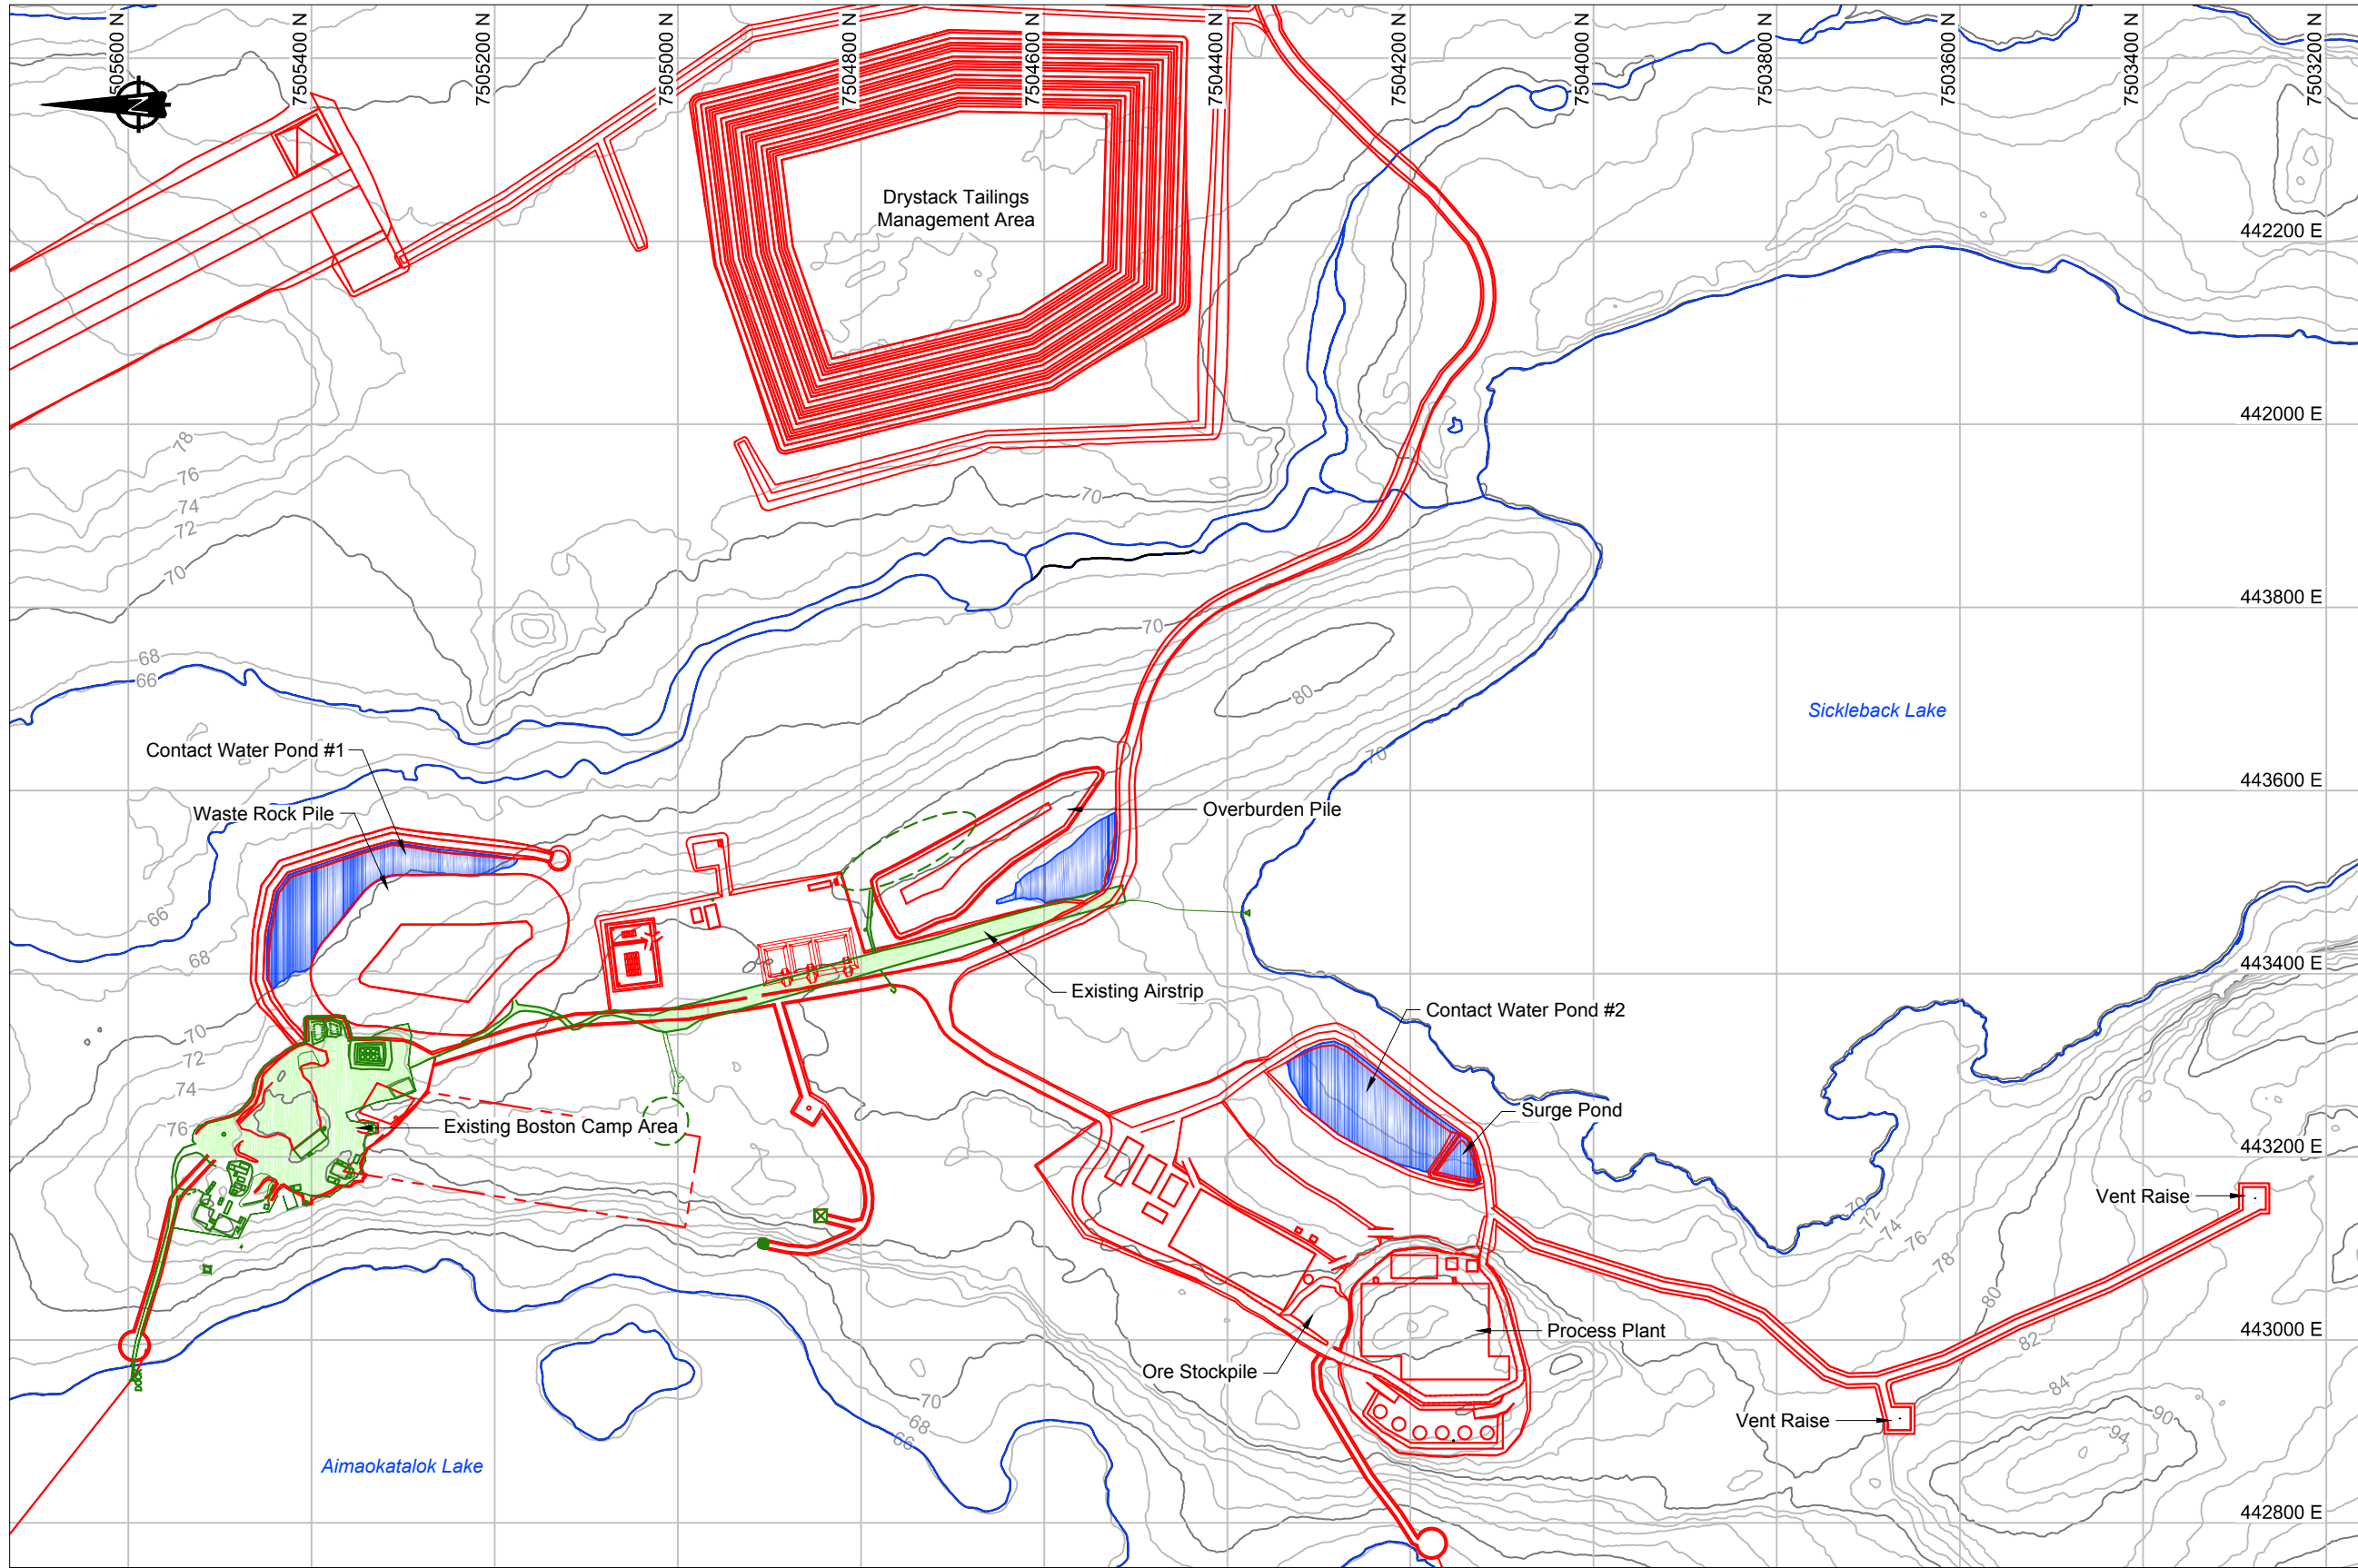 7505600 N
7505400 N
7505200 N
7505000 N
7504800 N
7504600 N
7504400 N
7504200 N
7504000 N
7503800 N
7503600 N
7503400 N
7503200 N
N
Drystack Tailings
Management Area
442200 E
442000 E
78
76
74
72
70
70
443800 E
70
68
66
80
Sickleback Lake
70
Contact Water Pond #1
443600 E
Overburden Pile
Waste Rock Pile
66
68
443400 E
Existing Airstrip
Contact Water Pond #2
70
72
74
76
Surge Pond
Existing Boston Camp Area
443200 E
Vent Raise
70
72
74
76
78
80
Process Plant
443000 E
82
Ore Stockpile
84
70
68
66
90
94
Vent Raise
Aimaokatalok Lake
442800 E